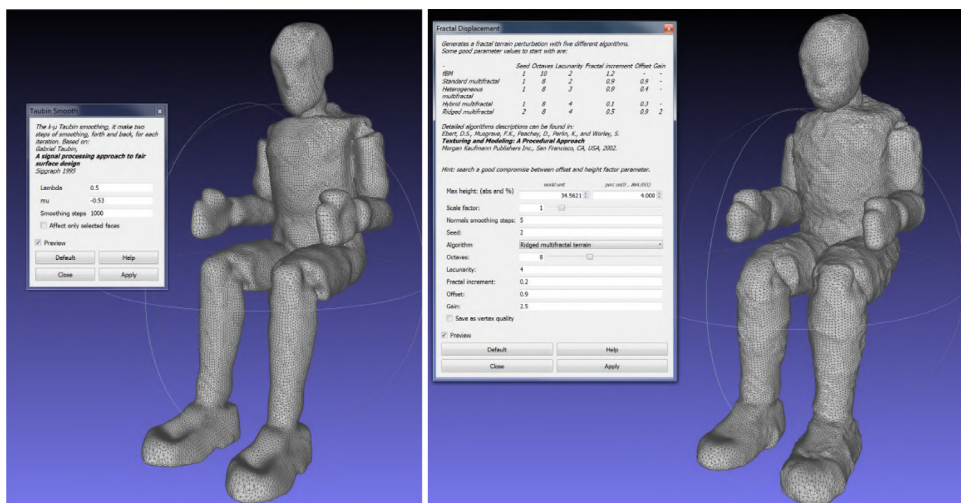 Taubin Smooth
The λ-μ Taubin smoothing, it make two
steps of smoothing, forth and back, for each
iteration. Based on:
Gabriel Taubin,
A signal processing approach to fair
surface design
Siggraph 1995
Lambda 0.5
mu -0.53
Smoothing steps 1000
Affect only selected faces
Preview
Default Help
Close Apply
Fractal Displacement
Generates a fractal terrain perturbation with five different algorithms.
Some good parameter values to start with are:
- Seed Octaves Lacunarity Fractal increment Offset Gain
fBM 1 10 2 1.2 - -
Standard multifractal 1 8 2 0.9 0.9 -
Heterogeneous
multifractal 1 8 3 0.9 0.4 -
Hybrid multifractal 1 8 4 0.1 0.3 -
Ridged multifractal 2 8 4 0.5 0.9 2
Detailed algorithms descriptions can be found in:
Ebert, D.S., Musgrave, F.K., Peachey, D., Perlin, K., and Worley, S.
Texturing and Modeling: A Procedural Approach
Morgan Kaufmann Publishers Inc., San Francisco, CA, USA, 2002.
Hint: search a good compromise between offset and height factor parameter.
world unit perc on(0 .. 864.051)
Max height: (abs and %) 34.5621 4.000
Scale factor: 1
Normals smoothing steps: 5
Seed: 2
Algorithm Ridged multifractal terrain
Octaves: 8
Lacunarity: 4
Fractal increment: 0.2
Offset: 0.9
Gain: 2.5
Save as vertex quality
Preview
Default Help
Close Apply